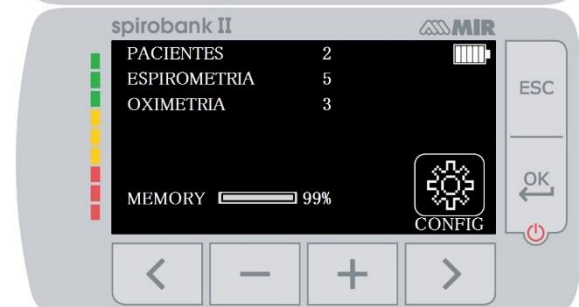 spirobank II
MIR
PACIENTES 2
ESPIROMETRIA 5
OXIMETRIA 3
ESC
MEMORY 99%
CONFIG
OK